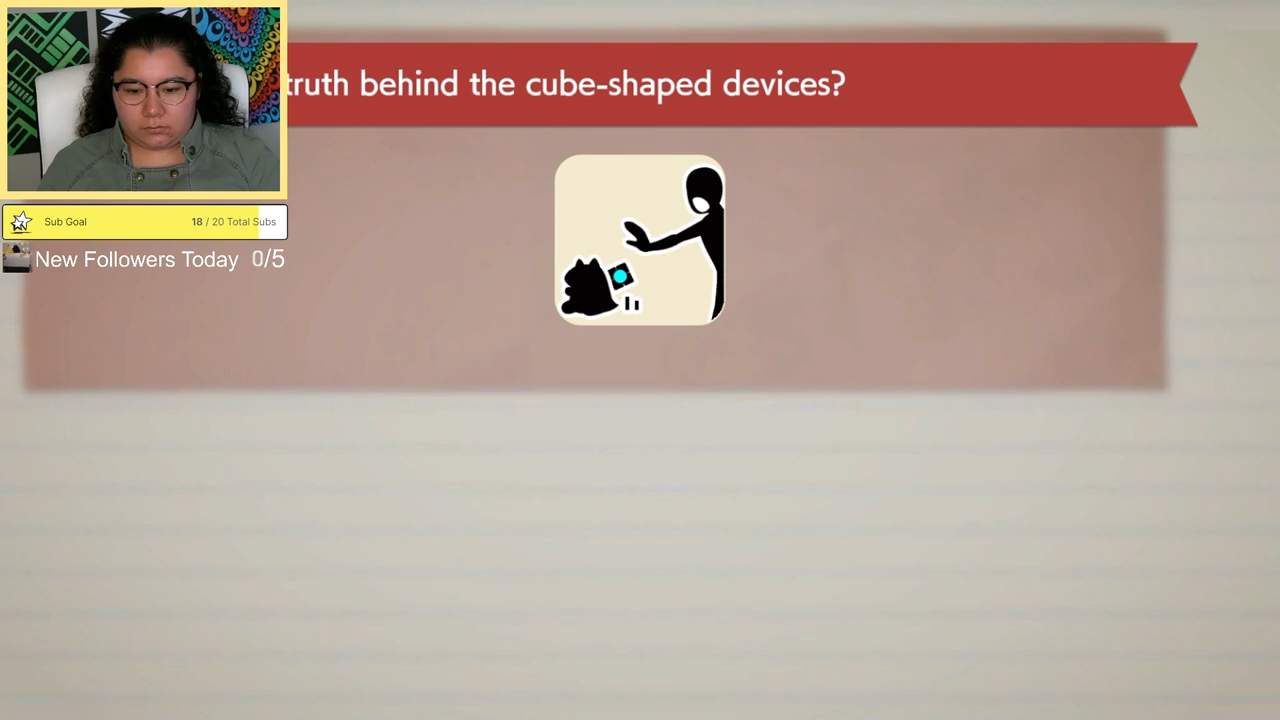 truth behind the cube-shaped devices?
Sub Goal 18 / 20 Total Subs
New Followers Today 0/5